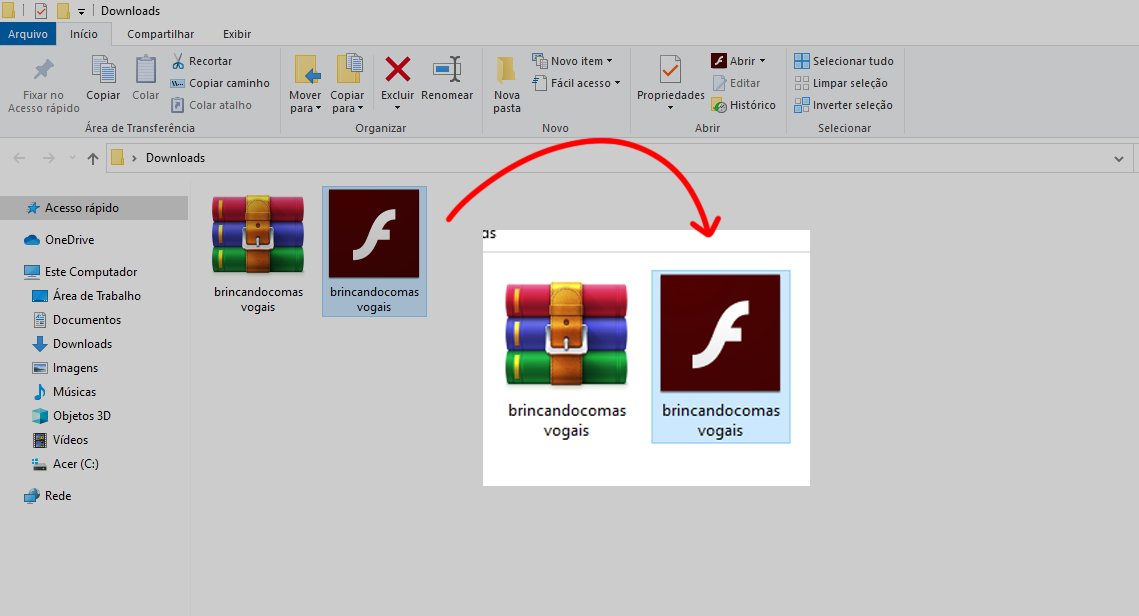 Downloads
Arquivo Início Compartilhar Exibir
Fixar no
Acesso rápido
Copiar
Colar
Recortar
Copiar caminho
Colar atalho
Área de Transferência
Mover
para
Copiar
para
Excluir
Renomear
Organizar
Nova
pasta
Novo item
Fácil acesso
Novo
Propriedades
Abrir
Editar
Histórico
Abrir
Selecionar tudo
Limpar seleção
Inverter seleção
Selecionar
Downloads
Acesso rápido
OneDrive
Este Computador
Área de Trabalho
Documentos
Downloads
Imagens
Músicas
Objetos 3D
Vídeos
Acer (C:)
Rede
brincandocomas
vogais
brincandocomas
vogais
as
brincandocomas
vogais
brincandocomas
vogais